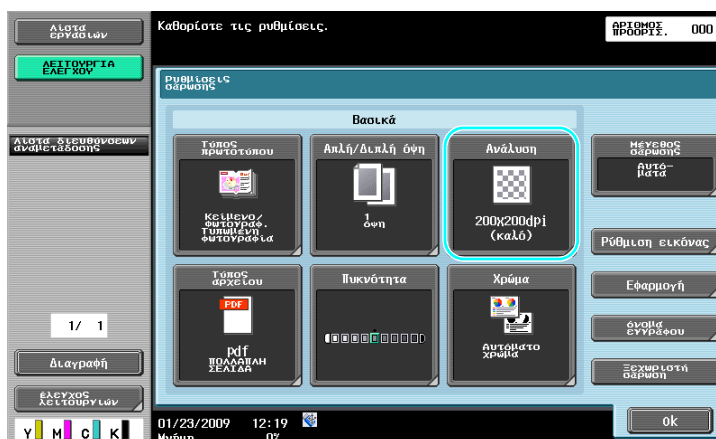 Λίστα
εργασιών
Καθορίστε τις ρυθμίσεις.
ΑΡΙΘΜΟΣ
ΠΡΟΟΡΙΣ.
000
ΛΕΙΤΟΥΡΓΙΑ
ΕΛΕΓΧΟΥ
Ρυθμίσεις
σάρωσης
Βασικά
Λίστα διευθύνσεων
αναμετάδοσης
Τύπος
πρωτοτύπου
Απλή/Διπλή όψη
Ανάλυση
Μέγεθος
σάρωσης
Αυτό-
ματά
Κείμενο/
φωτογραφ.
Τυπωμένη
φωτογραφία
1
όψη
200X200dpi
(καλό)
Ρύθμιση εικόνας
Τύπος
αρχείου
Πυκνότητα
Χρώμα
Εφαρμογή
PDF
pdf
ΠΟΛΛΑΠΛΗ
ΣΕΛΙΔΑ
Αυτόματο
χρώμα
όνομα
εγγράφου
1/ 1
Διαγραφή
Ξεχωριστή
σάρωση
έλεγχος
λειτουργιών
ok
Y M C K
01/23/2009 12:19
Μνήμη 0%